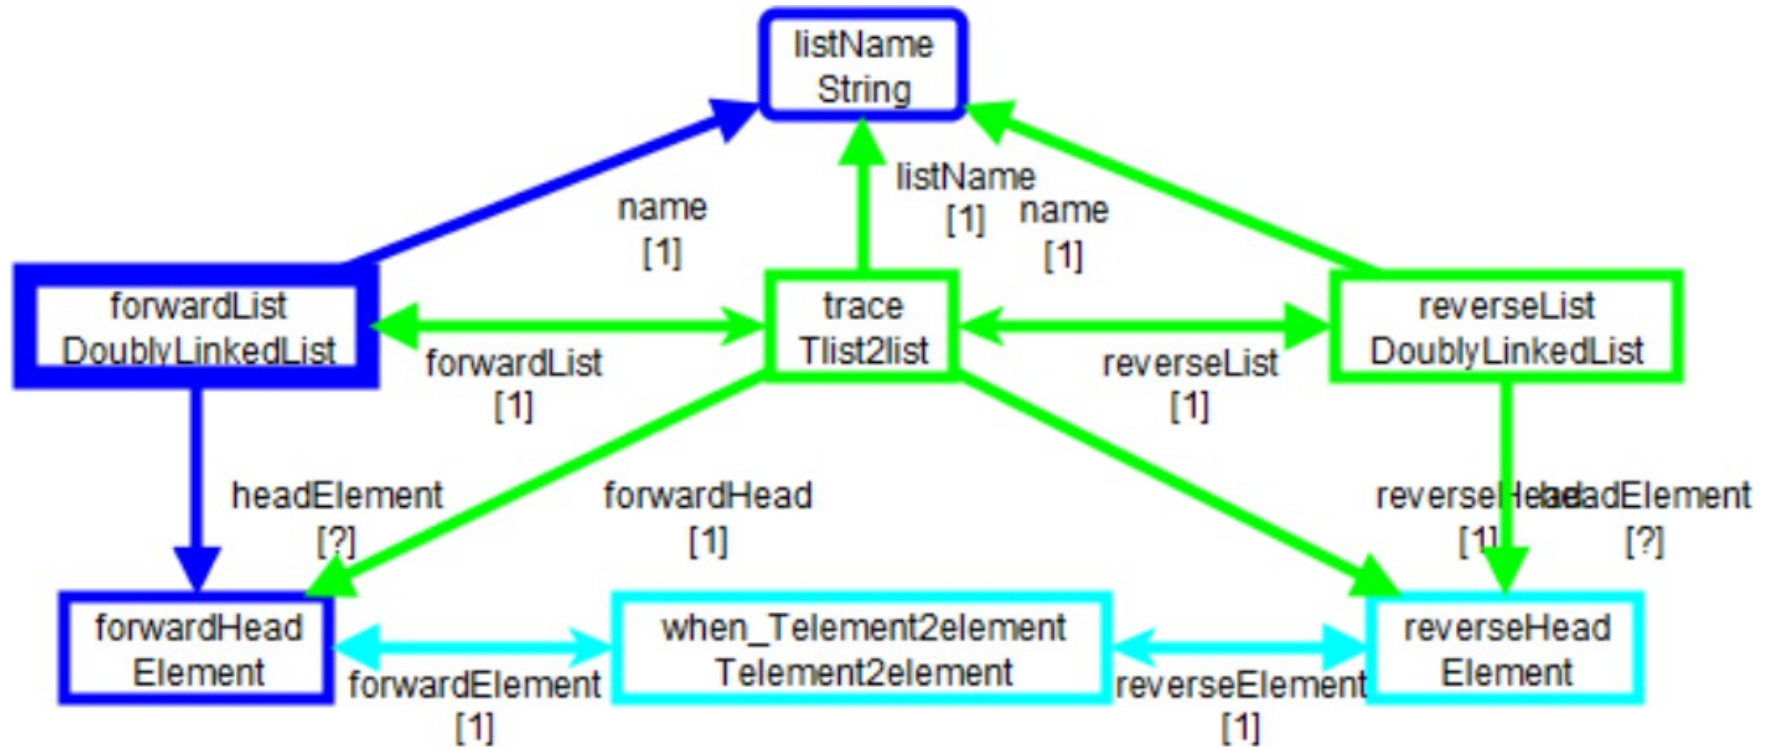 listName
String
name
[1]
listName
[1]
name
[1]
forwardList
DoublyLinkedList
forwardList
[1]
trace
Tlist2list
reverseList
[1]
reverseList
DoublyLinkedList
headElement
[?]
forwardHead
[1]
reverseHead
[1]
headElement
[?]
forwardHead
Element
forwardElement
[1]
when_Telement2element
Telement2element
reverseElement
[1]
reverseHead
Element